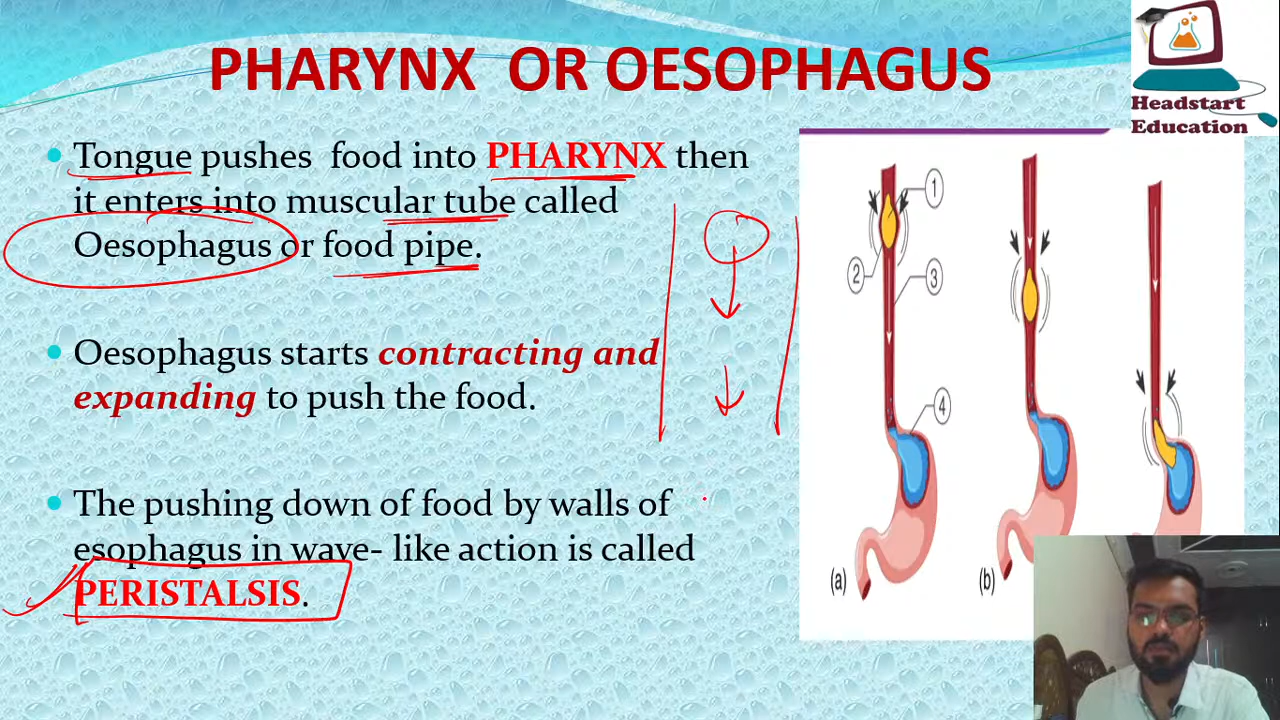 PHARYNX OR OESOPHAGUS
Headstart
Education
Tongue pushes food into PHARYNX then
it enters into muscular tube called
Oesophagus or food pipe.
Oesophagus starts contracting and
expanding to push the food.
The pushing down of food by walls of
esophagus in wave- like action is called
PERISTALSIS.
1
2
3
4
(a)
(b)